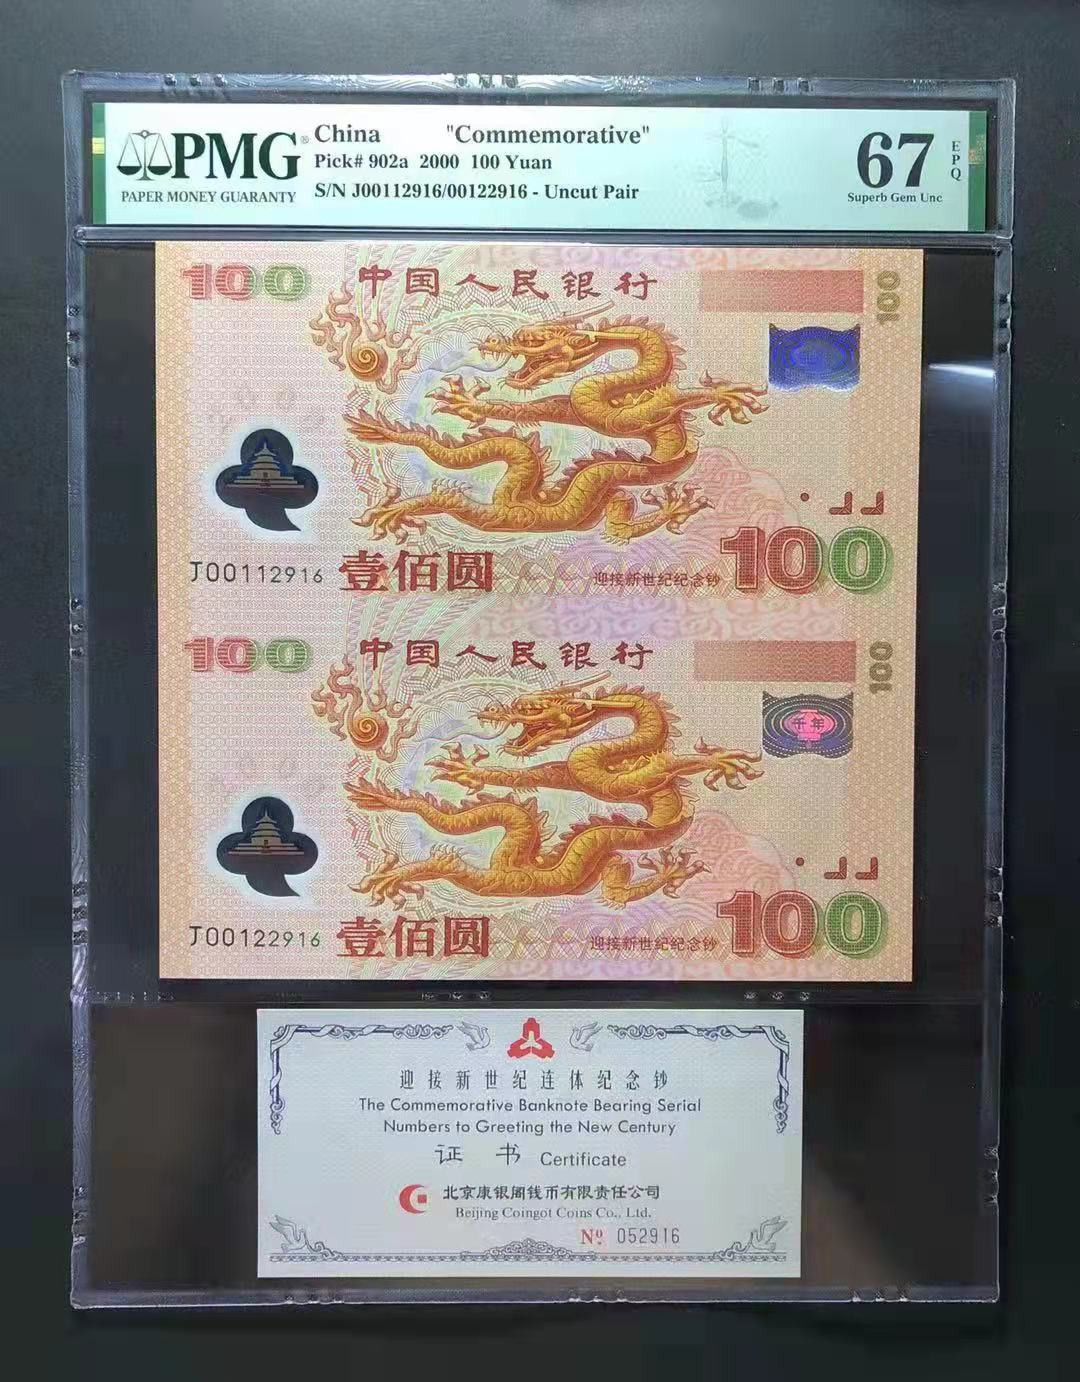 PMG®
PAPER MONEY GUARANTY
China "Commemorative"
Pick# 902a 2000 100 Yuan
S/N J00112916/00122916 - Uncut Pair
67
EPQ
Superb Gem Unc
100
中国人民银行
100
J00112916
壹佰圆
迎接新世纪纪念钞
100
100
中国人民银行
100
千年
J00122916
壹佰圆
迎接新世纪纪念钞
100
迎接新世纪连体纪念钞
The Commemorative Banknote Bearing Serial
Numbers to Greeting the New Century
证 书 Certificate
北京康银阁钱币有限责任公司
Beijing Coingot Coins Co., Ltd.
Nº 052916